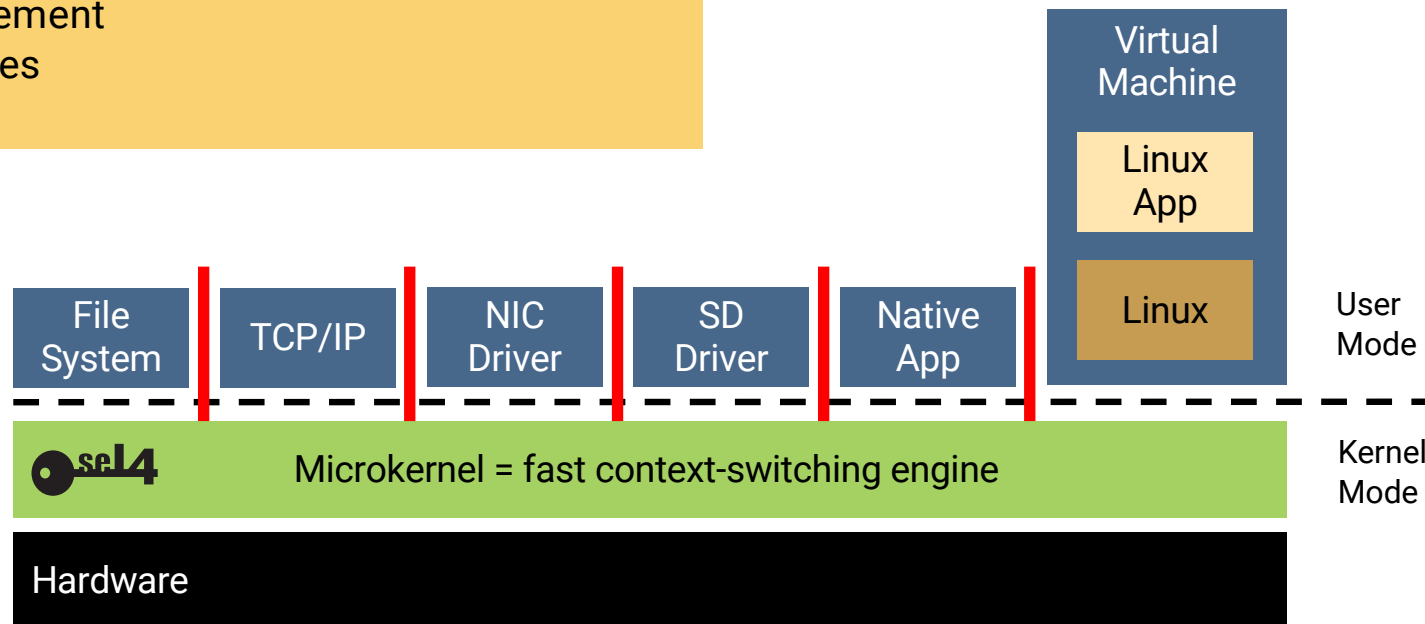 ement
es
Virtual
Machine
Linux
App
Linux
File
System
TCP/IP
NIC
Driver
SD
Driver
Native
App
User
Mode
seL4
Microkernel = fast context-switching engine
Kernel
Mode
Hardware